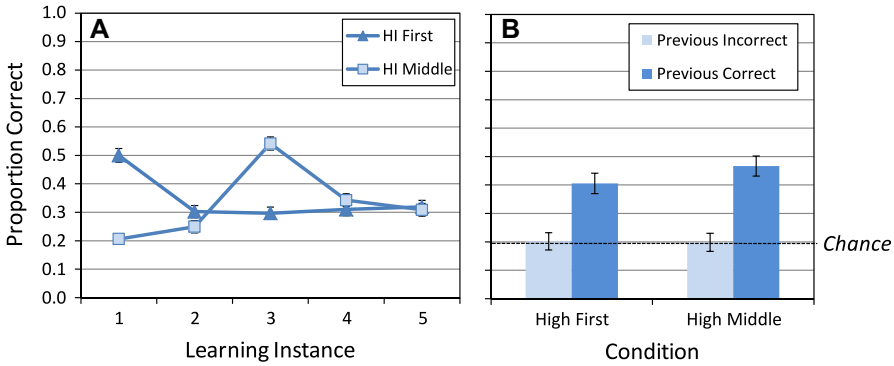 A
HI First
HI Middle
1.0
0.9
0.8
0.7
0.6
0.5
0.4
0.3
0.2
0.1
0.0
Proportion Correct
1 2 3 4 5
Learning Instance
B
Previous Incorrect
Previous Correct
Chance
High First High Middle
Condition